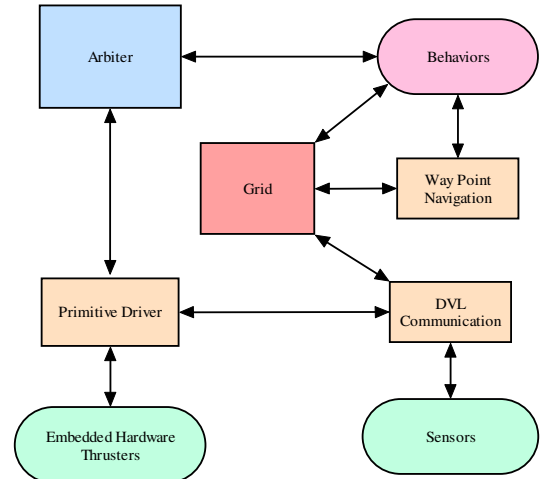 Arbiter
Behaviors
Grid
Way Point
Navigation
Primitive Driver
DVL
Communication
Embedded Hardware
Thrusters
Sensors